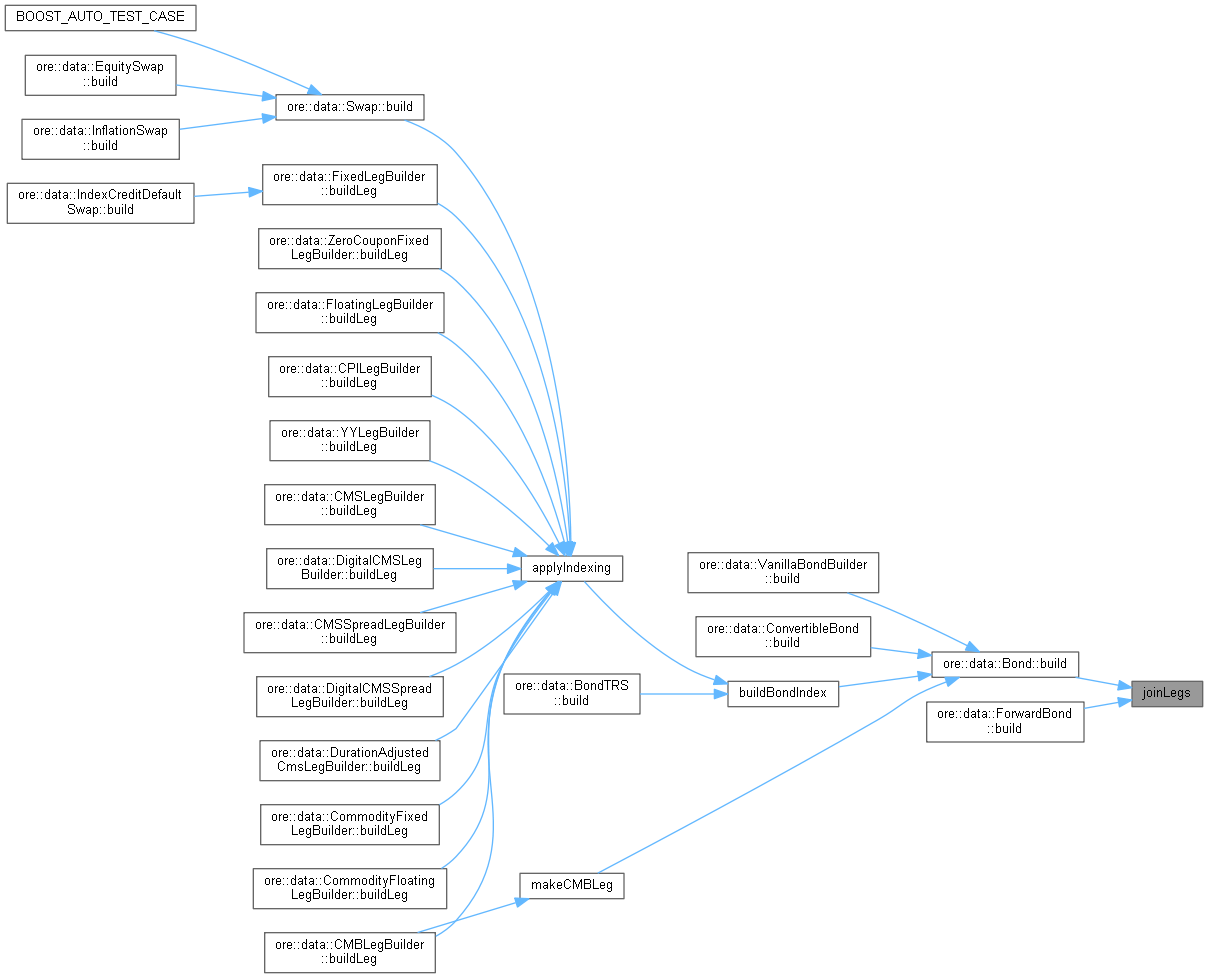 BOOST_AUTO_TEST_CASE
ore::data::EquitySwap
::build
ore::data::Swap::build
ore::data::InflationSwap
::build
ore::data::FixedLegBuilder
::buildLeg
ore::data::IndexCreditDefault
Swap::build
ore::data::ZeroCouponFixed
LegBuilder::buildLeg
ore::data::FloatingLegBuilder
::buildLeg
ore::data::CPILegBuilder
::buildLeg
ore::data::YYLegBuilder
::buildLeg
ore::data::CMSLegBuilder
::buildLeg
ore::data::DigitalCMSLeg
Builder::buildLeg
applyIndexing
ore::data::VanillaBondBuilder
::build
ore::data::CMSSpreadLegBuilder
::buildLeg
ore::data::ConvertibleBond
::build
ore::data::Bond::build
ore::data::DigitalCMSSpread
LegBuilder::buildLeg
ore::data::BondTRS
::build
buildBondIndex
joinLegs
ore::data::ForwardBond
::build
ore::data::DurationAdjusted
CmsLegBuilder::buildLeg
ore::data::CommodityFixed
LegBuilder::buildLeg
ore::data::CommodityFloating
LegBuilder::buildLeg
makeCMBLeg
ore::data::CMBLegBuilder
::buildLeg